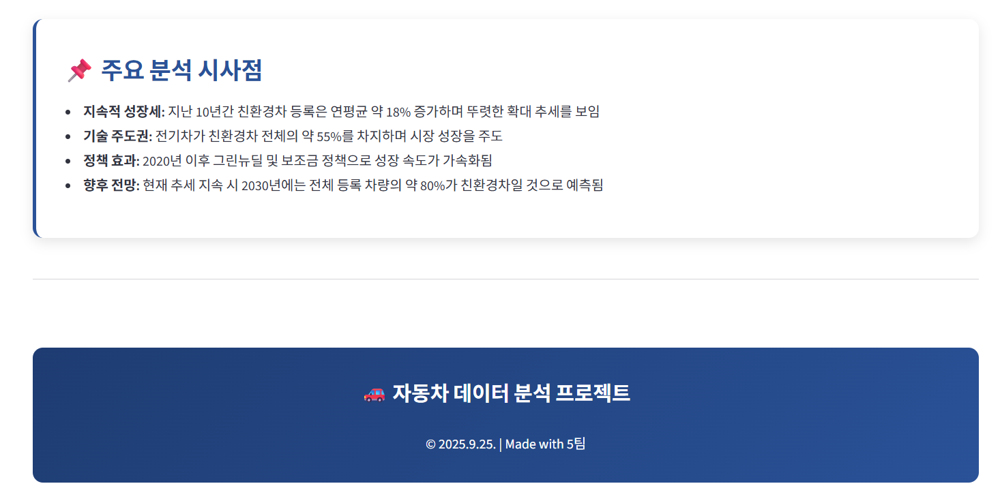 📌 주요 분석 시사점
• 지속적 성장세: 지난 10년간 친환경차 등록은 연평균 약 18% 증가하며 뚜렷한 확대 추세를 보임
• 기술 주도권: 전기차가 친환경차 전체의 약 55%를 차지하며 시장 성장을 주도
• 정책 효과: 2020년 이후 그린뉴딜 및 보조금 정책으로 성장 속도가 가속화됨
• 향후 전망: 현재 추세 지속 시 2030년에는 전체 등록 차량의 약 80%가 친환경차일 것으로 예측됨
🚗 자동차 데이터 분석 프로젝트
© 2025.9.25. | Made with 5팀